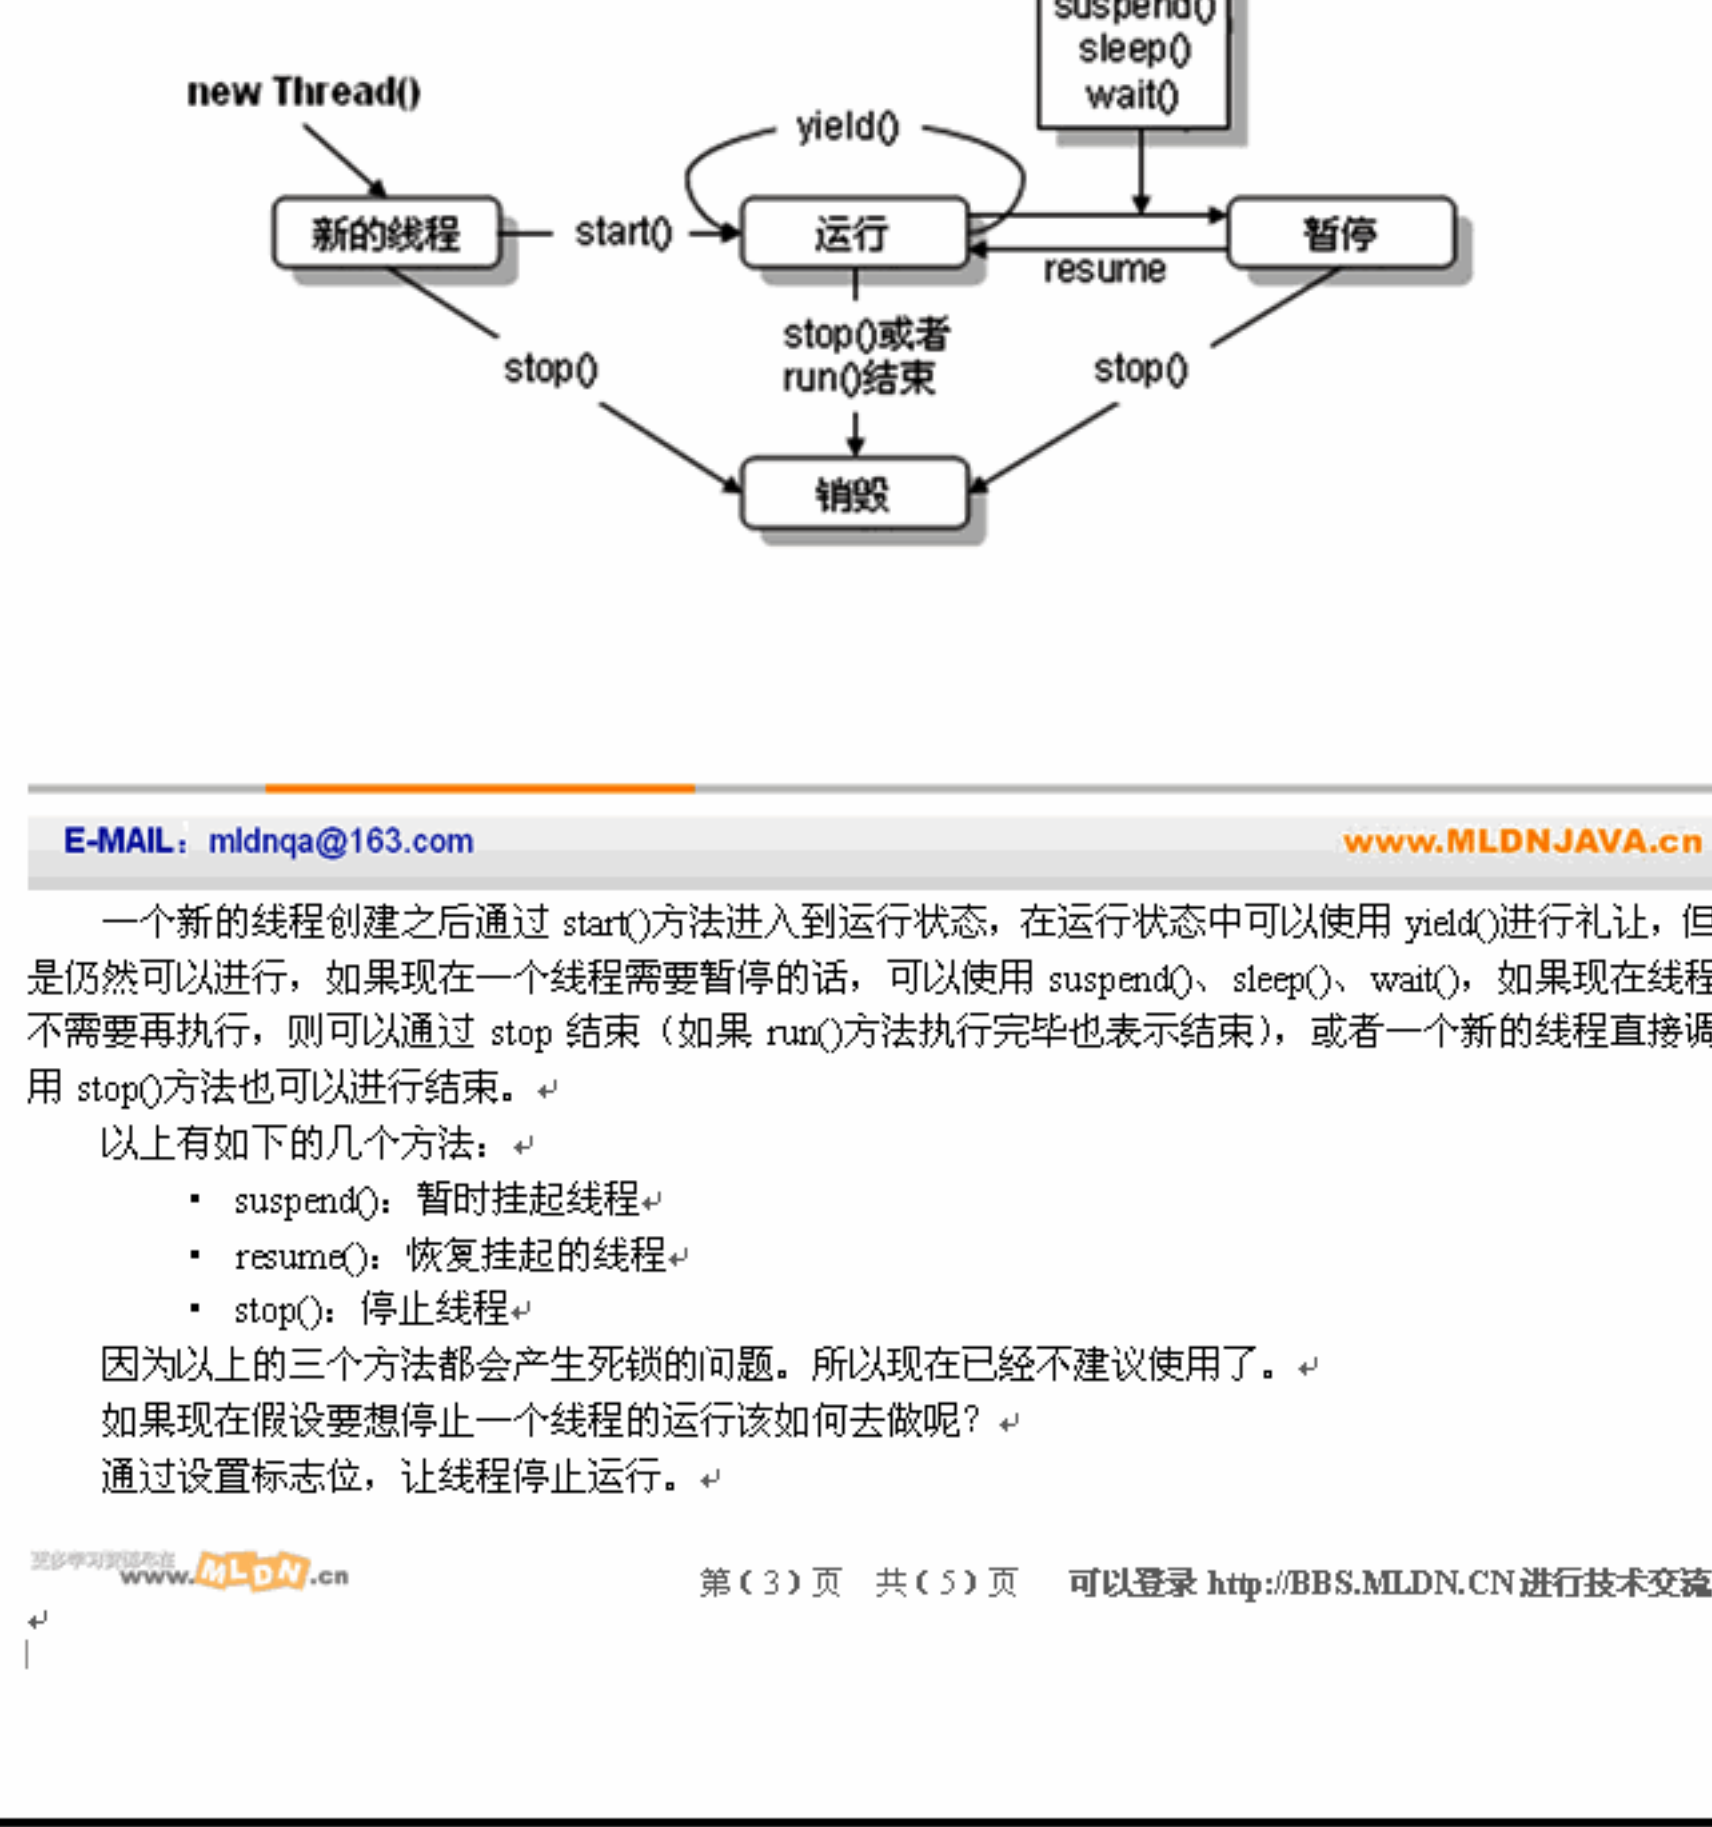 suspend()
sleep()
wait()
new Thread()
yield()
新的线程
start()
运行
暂停
resume
stop()
stop()或者
run()结束
stop()
销毁
E-MAIL：mldnqa@163.com
www.MLDNJAVA.cn
一个新的线程创建之后通过 start()方法进入到运行状态，在运行状态中可以使用 yield()进行礼让，但
是仍然可以进行，如果现在一个线程需要暂停的话，可以使用 suspend()、sleep()、wait()，如果现在线程
不需要再执行，则可以通过 stop 结束（如果 run()方法执行完毕也表示结束），或者一个新的线程直接调
用 stop()方法也可以进行结束。
以上有如下的几个方法：
▪ suspend()：暂时挂起线程
▪ resume()：恢复挂起的线程
▪ stop()：停止线程
因为以上的三个方法都会产生死锁的问题。所以现在已经不建议使用了。
如果现在假设要想停止一个线程的运行该如何去做呢？
通过设置标志位，让线程停止运行。
更多学习资源尽在
www.MLDN.cn
第（3）页 共（5）页 可以登录 http://BBS.MLDN.CN 进行技术交流